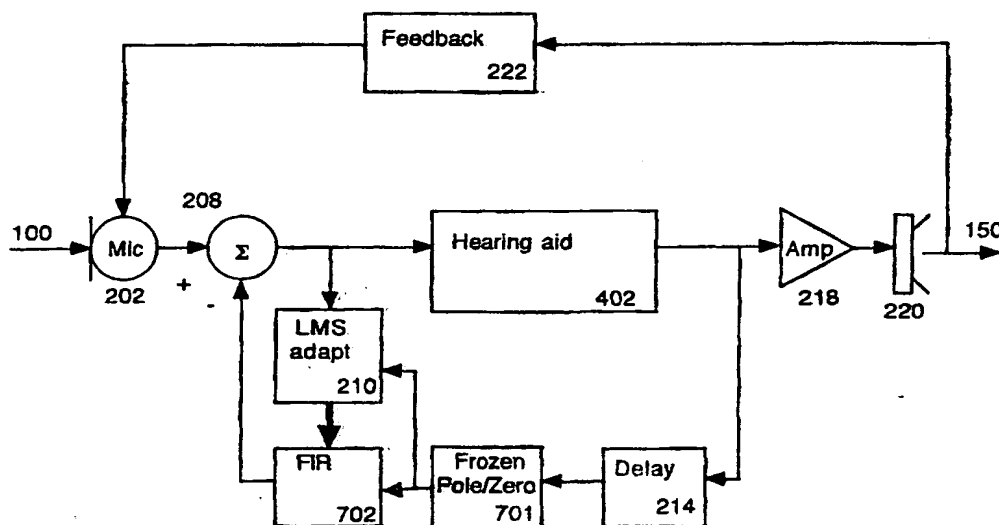 Feedback
222
100
Mic
202
208
Σ
+
-
Hearing aid
402
Amp
218
220
150
LMS
adapt
210
FIR
702
Frozen
Pole/Zero
701
Delay
214